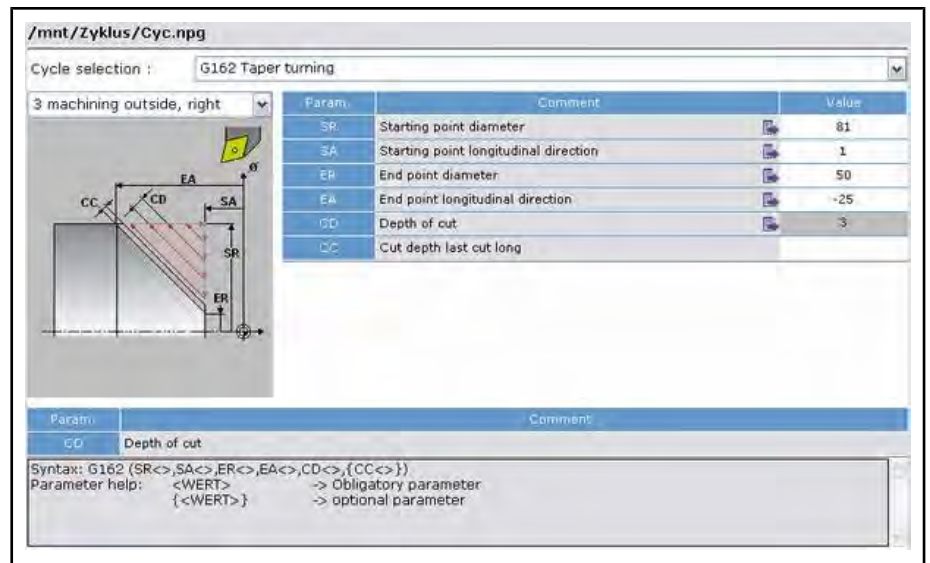 /mnt/Zyklus/Cyc.npg
Cycle selection : G162 Taper turning
3 machining outside, right
Param. Comment Value
SR Starting point diameter 81
SA Starting point longitudinal direction 1
ER End point diameter 50
EA End point longitudinal direction -25
CD Depth of cut 3
CC Cut depth last cut long
ø
EA
CC CD SA
SR
ER
Param. Comment
CD Depth of cut
Syntax: G162 (SR<>,SA<>,ER<>,EA<>,CD<>,{CC<>})
Parameter help: <WERT> -> Obligatory parameter
{<WERT>} -> optional parameter